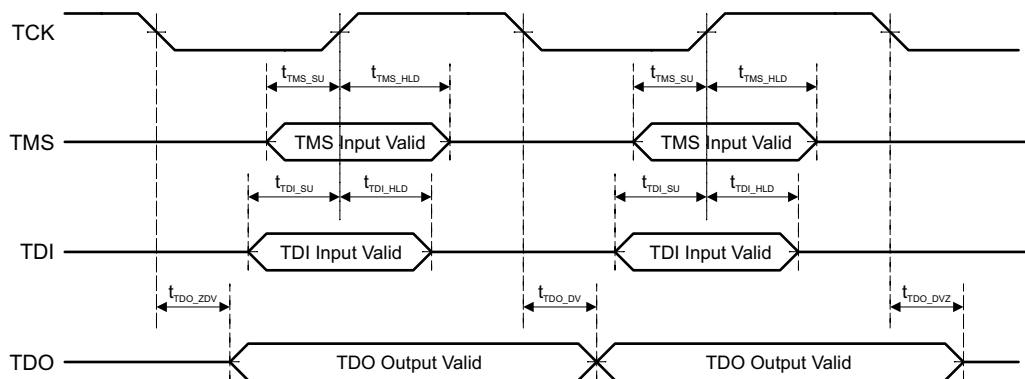 TCK
tTMS_SU tTMS_HLD tTMS_SU tTMS_HLD
TMS TMS Input Valid TMS Input Valid
tTDI_SU tTDI_HLD tTDI_SU tTDI_HLD
TDI TDI Input Valid TDI Input Valid
tTDO_ZDV tTDO_DV tTDO_DVZ
TDO TDO Output Valid TDO Output Valid